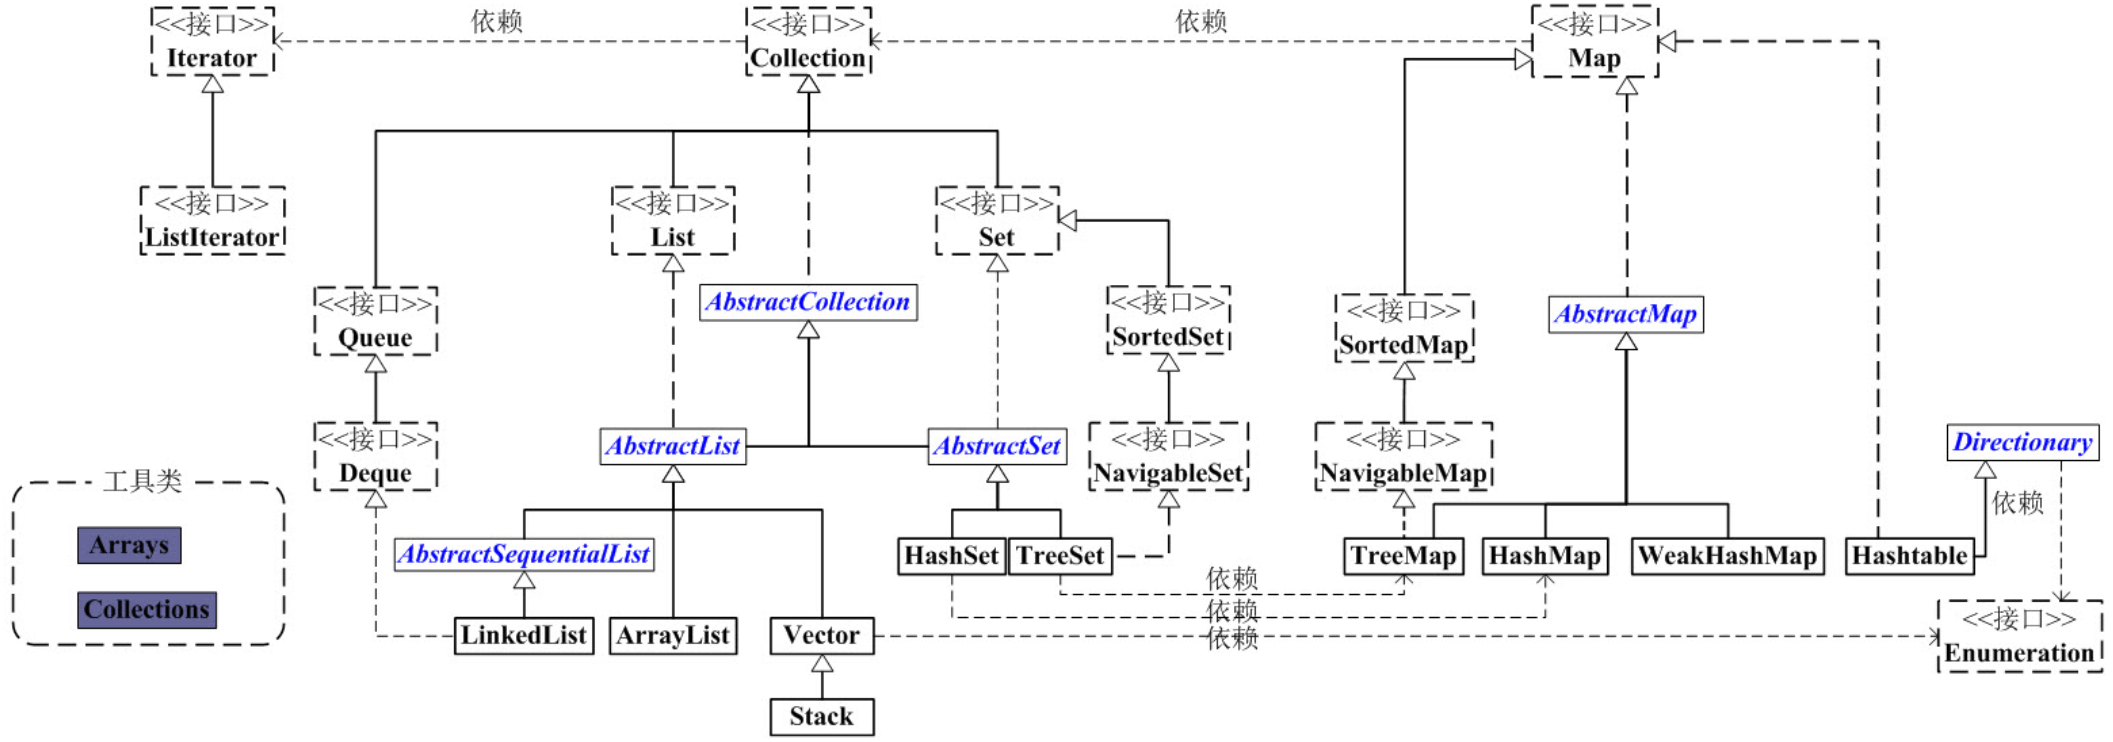 <<接口>>
Iterator
依赖
<<接口>>
Collection
依赖
<<接口>>
Map
<<接口>>
ListIterator
<<接口>>
List
<<接口>>
Set
<<接口>>
Queue
AbstractCollection
<<接口>>
SortedSet
<<接口>>
SortedMap
AbstractMap
<<接口>>
Deque
AbstractList
AbstractSet
<<接口>>
NavigableSet
<<接口>>
NavigableMap
Directionary
工具类
Arrays
Collections
依赖
AbstractSequentialList
HashSet
TreeSet
TreeMap
HashMap
WeakHashMap
Hashtable
依赖
依赖
依赖
LinkedList
ArrayList
Vector
<<接口>>
Enumeration
Stack